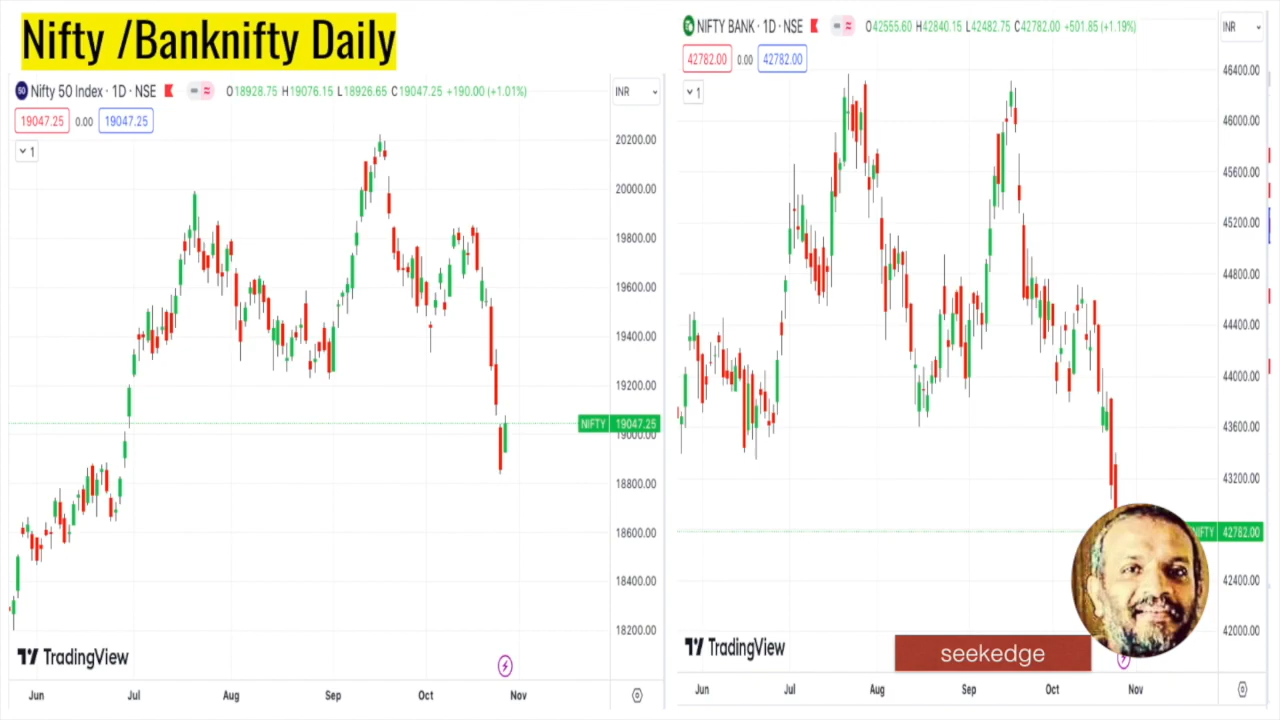 Nifty /Banknifty Daily
50 Nifty 50 Index · 1D · NSE O18928.75 H19076.15 L18926.65 C19047.25 +190.00 (+1.01%)
INR
19047.25 0.00 19047.25
1
20200.00
20000.00
19800.00
19600.00
19400.00
19200.00
NIFTY 19047.25
19000.00
18800.00
18600.00
18400.00
18200.00
TradingView
Jun Jul Aug Sep Oct Nov
NIFTY BANK · 1D · NSE O42555.60 H42840.15 L42482.75 C42782.00 +501.85 (+1.19%)
INR
42782.00 0.00 42782.00
1
46400.00
46000.00
45600.00
45200.00
44800.00
44400.00
44000.00
43600.00
43200.00
NIFTY 42782.00
42400.00
42000.00
TradingView
seekedge
Jun Jul Aug Sep Oct Nov